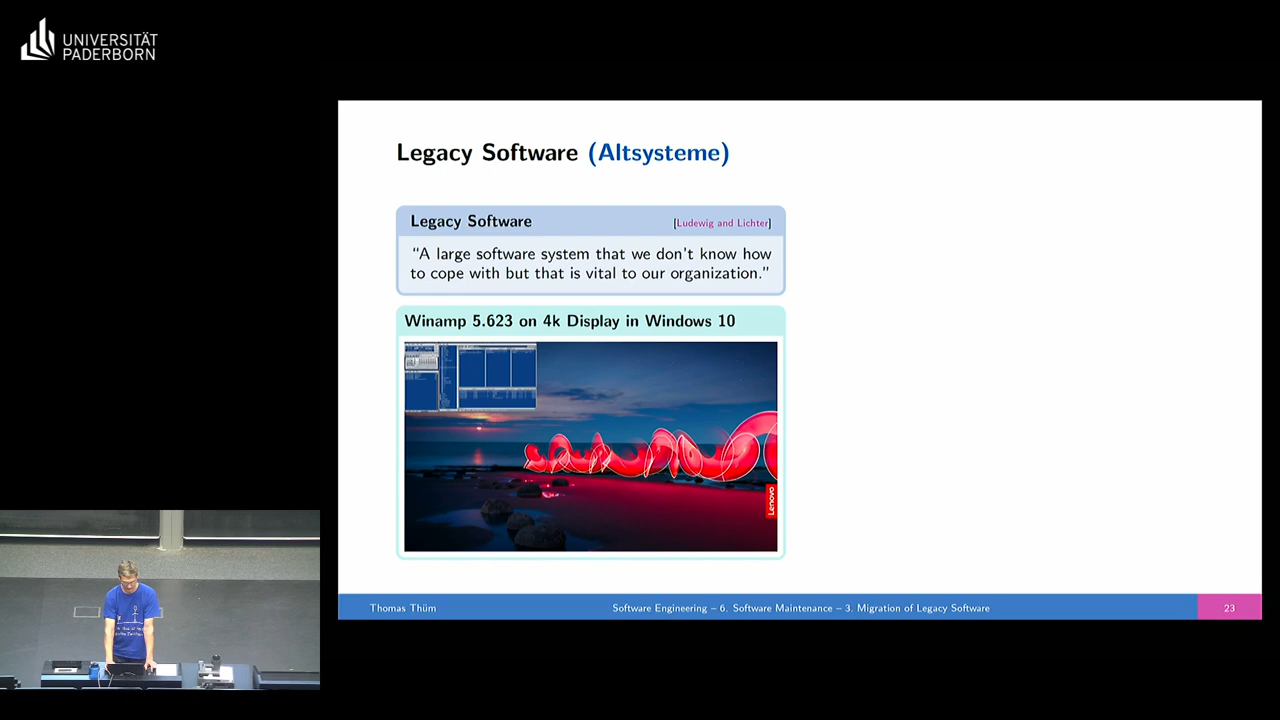 UNIVERSITÄT
PADERBORN
Legacy Software (Altsysteme)
Legacy Software [Ludewig and Lichter]
“A large software system that we don't know how
to cope with but that is vital to our organization.”
Winamp 5.623 on 4k Display in Windows 10
Lenovo
Thomas Thüm Software Engineering – 6. Software Maintenance – 3. Migration of Legacy Software 23